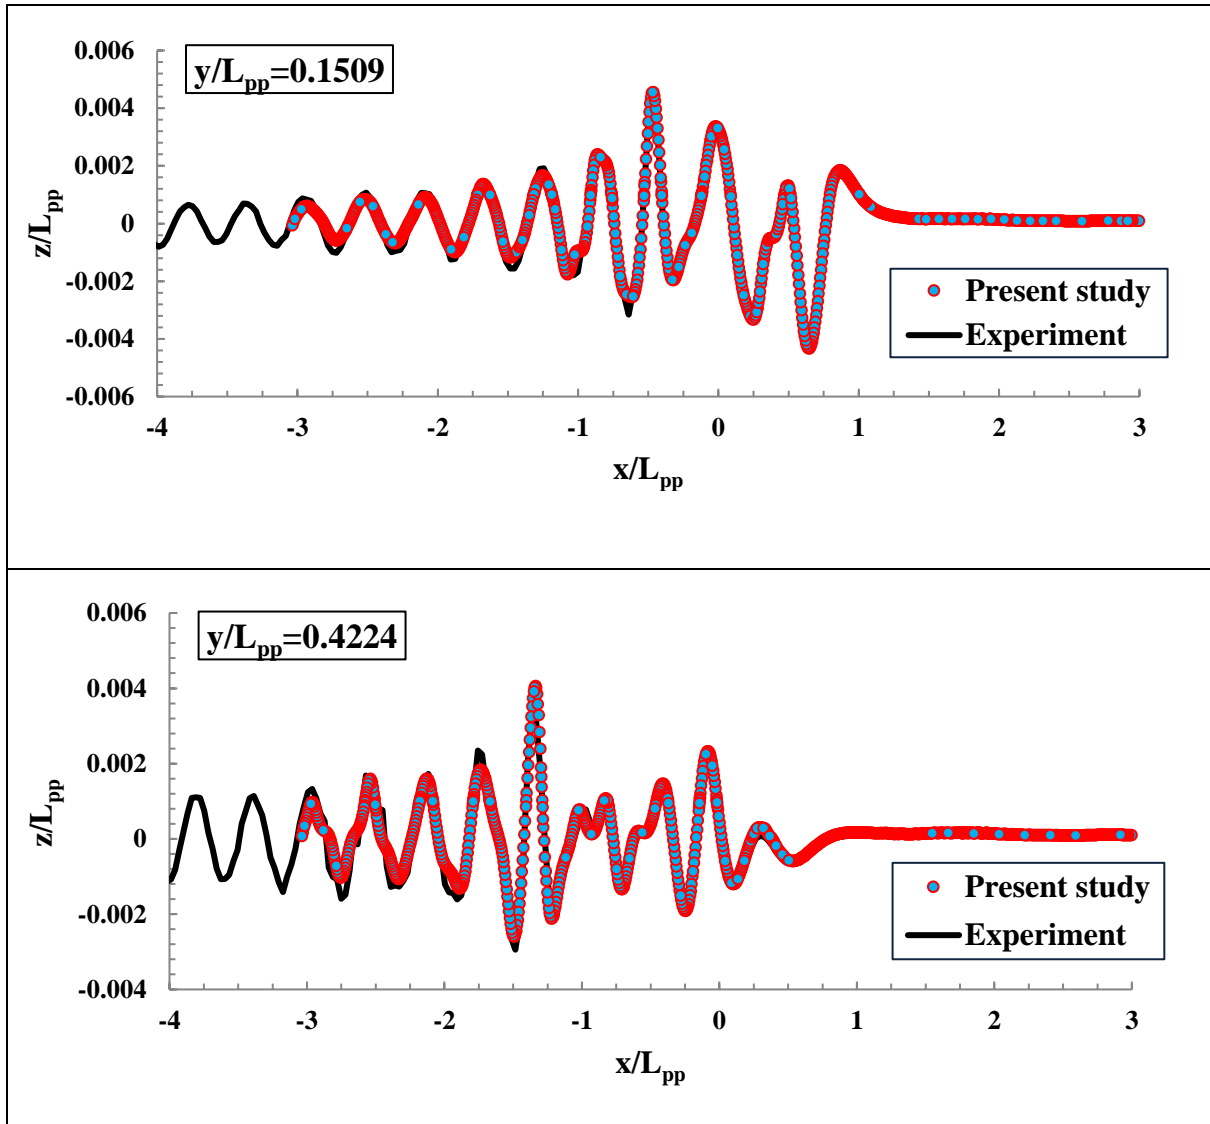 y/Lpp=0.1509
0.006
0.004
0.002
0
-0.002
-0.004
-0.006
z/Lpp
Present study
Experiment
-4 -3 -2 -1 0 1 2 3
x/Lpp
y/Lpp=0.4224
0.006
0.004
0.002
0
-0.002
-0.004
z/Lpp
Present study
Experiment
-4 -3 -2 -1 0 1 2 3
x/Lpp